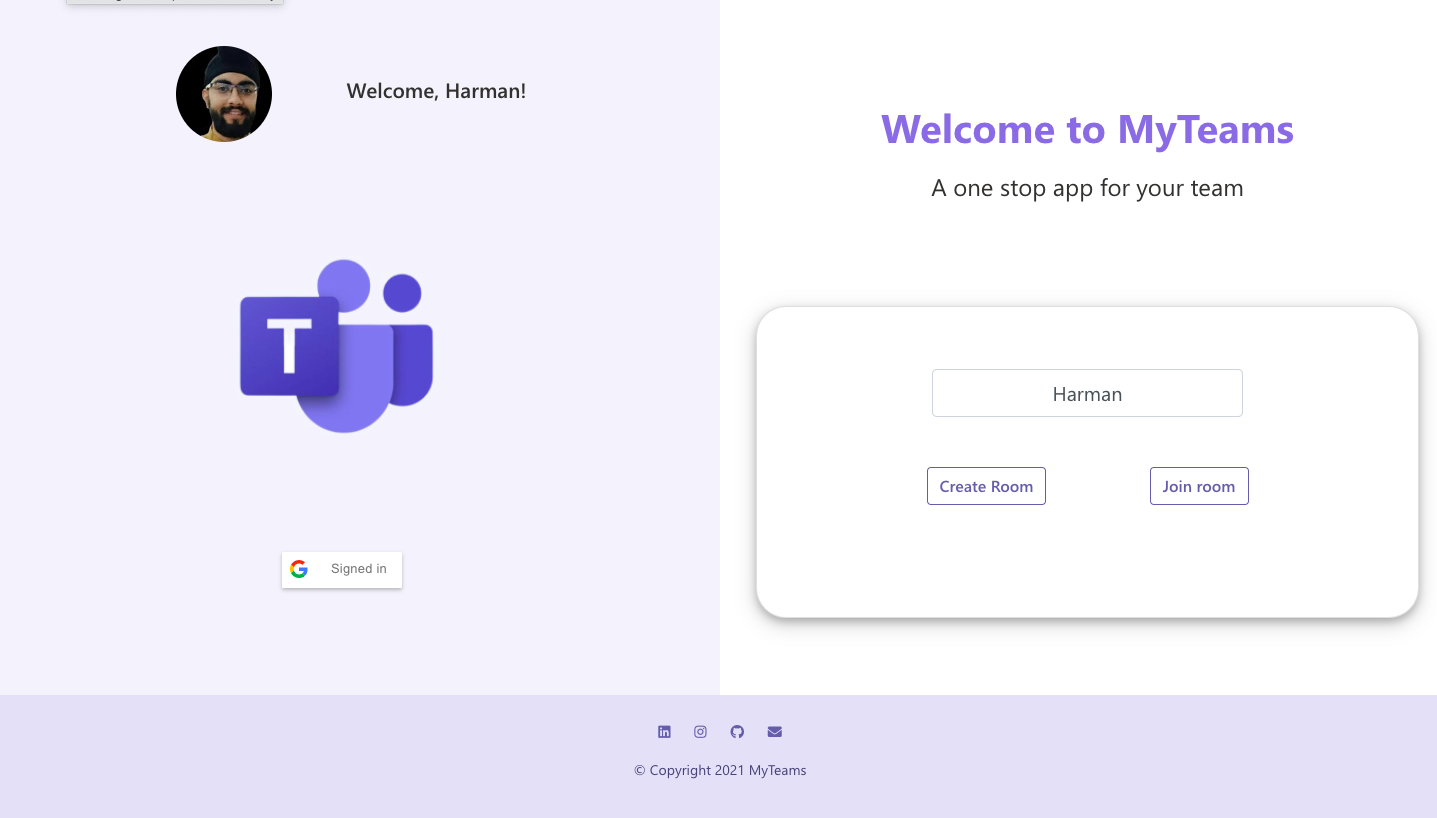 Welcome, Harman!
T
Signed in
Welcome to MyTeams
A one stop app for your team
Harman
Create Room
Join room
© Copyright 2021 MyTeams